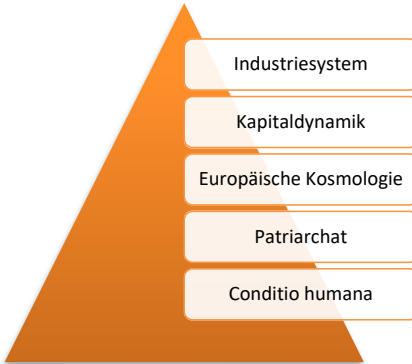 Industriesystem
Kapitaldynamik
Europäische Kosmologie
Patriarchat
Conditio humana